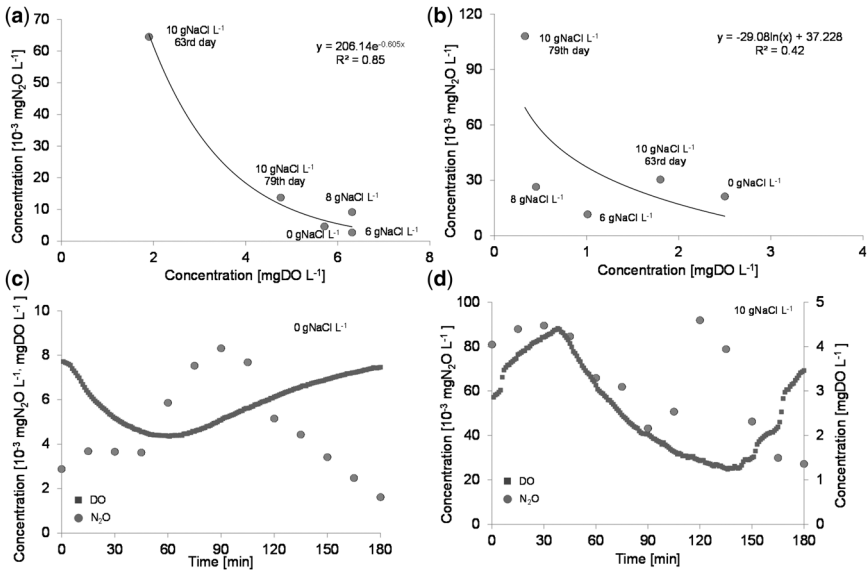 (a)
Concentration [10⁻³ mgN₂O L⁻¹]
70
60
50
40
30
20
10
0
10 gNaCl L⁻¹
63rd day
y = 206.14e⁻⁰·⁶⁰⁵ˣ
R² = 0.85
10 gNaCl L⁻¹
79th day
8 gNaCl L⁻¹
0 gNaCl L⁻¹
6 gNaCl L⁻¹
0
2
4
6
8
Concentration [mgDO L⁻¹]
(b)
Concentration [10⁻³ mgN₂O L⁻¹]
120
90
60
30
0
10 gNaCl L⁻¹
79th day
y = -29.08ln(x) + 37.228
R² = 0.42
10 gNaCl L⁻¹
63rd day
0 gNaCl L⁻¹
8 gNaCl L⁻¹
6 gNaCl L⁻¹
0
1
2
3
4
Concentration [mgDO L⁻¹]
(c)
Concentration [10⁻³ mgN₂O L⁻¹· mgDO L⁻¹]
10
8
6
4
2
0
0 gNaCl L⁻¹
DO
N₂O
0
30
60
90
120
150
180
Time [min]
(d)
Concentration [10⁻³ mgN₂O L⁻¹]
100
80
60
40
20
0
10 gNaCl L⁻¹
DO
N₂O
0
30
60
90
120
150
180
Time [min]
5
4
3
2
1
0
Concentration [mgDO L⁻¹]